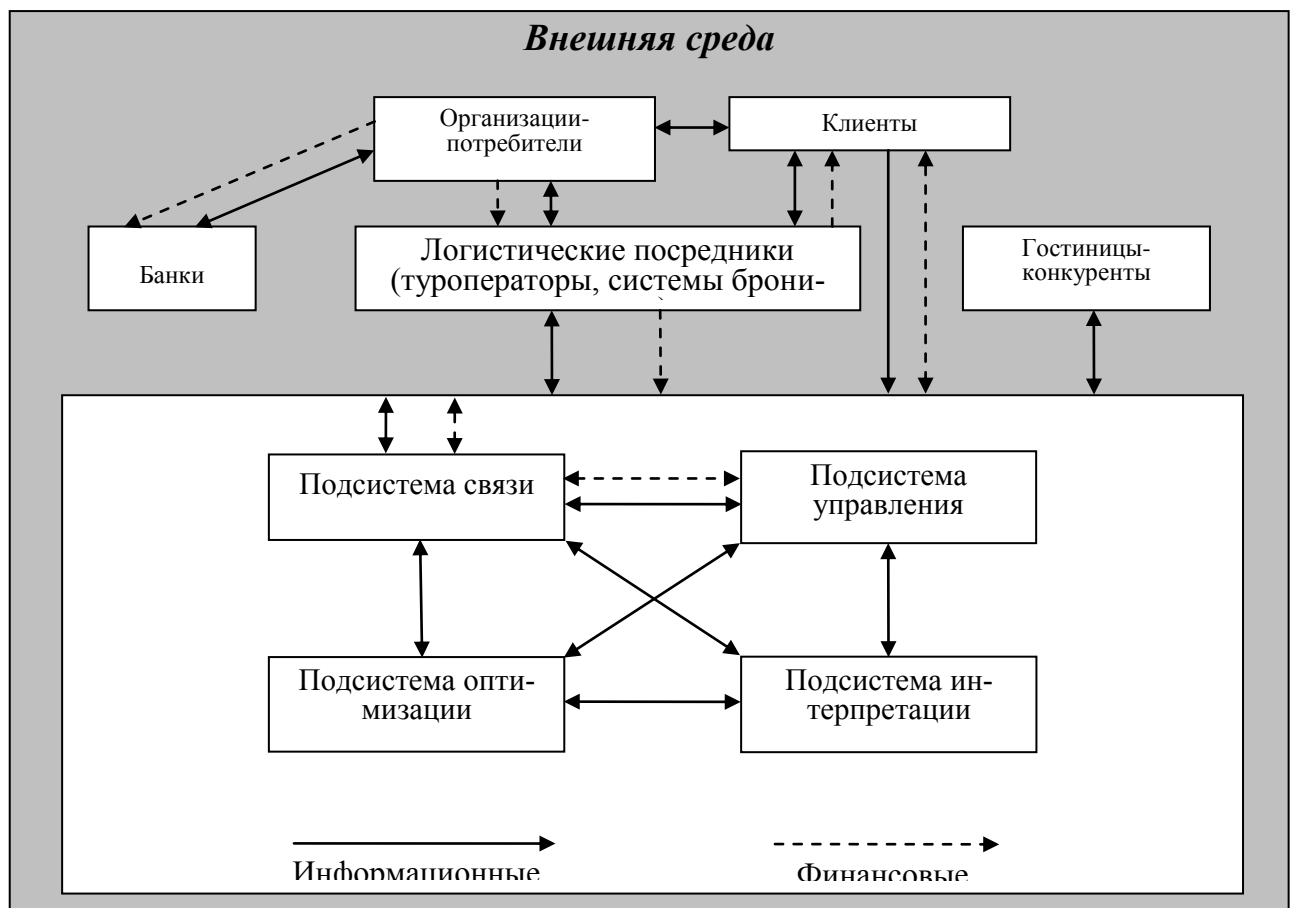 Внешняя среда
Организации-
потребители
Клиенты
Банки
Логистические посредники
(туроператоры, системы брони-
Гостиницы-
конкуренты
Подсистема связи
Подсистема
управления
Подсистема опти-
мизации
Подсистема ин-
терпретации
Информационные
Финансовые